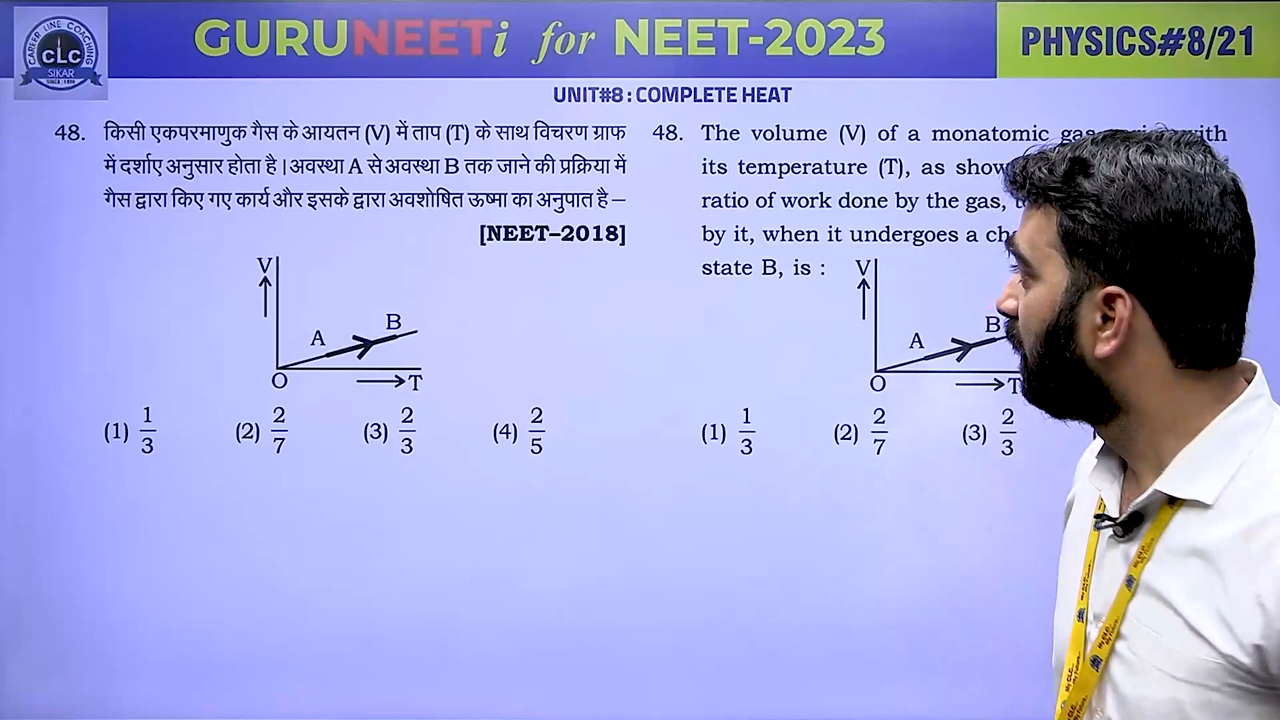 CAREER LINE COACHING
CLC
SIKAR
SINCE : 1996
GURUNEETi for NEET-2023
PHYSICS#8/21
UNIT#8 : COMPLETE HEAT
48. किसी एकपरमाणुक गैस के आयतन (V) में ताप (T) के साथ विचरण ग्राफ
में दर्शाए अनुसार होता है। अवस्था A से अवस्था B तक जाने की प्रक्रिया में
गैस द्वारा किए गए कार्य और इसके द्वारा अवशोषित ऊष्मा का अनुपात है –
[NEET–2018]
V
A
B
O
T
(1) 1/3 (2) 2/7 (3) 2/3 (4) 2/5
48. The volume (V) of a monatomic gas with
its temperature (T), as
ratio of work done by the gas,
by it, when it undergoes a
state B, is :
V
A
B
O
T
(1) 1/3 (2) 2/7 (3) 2/3